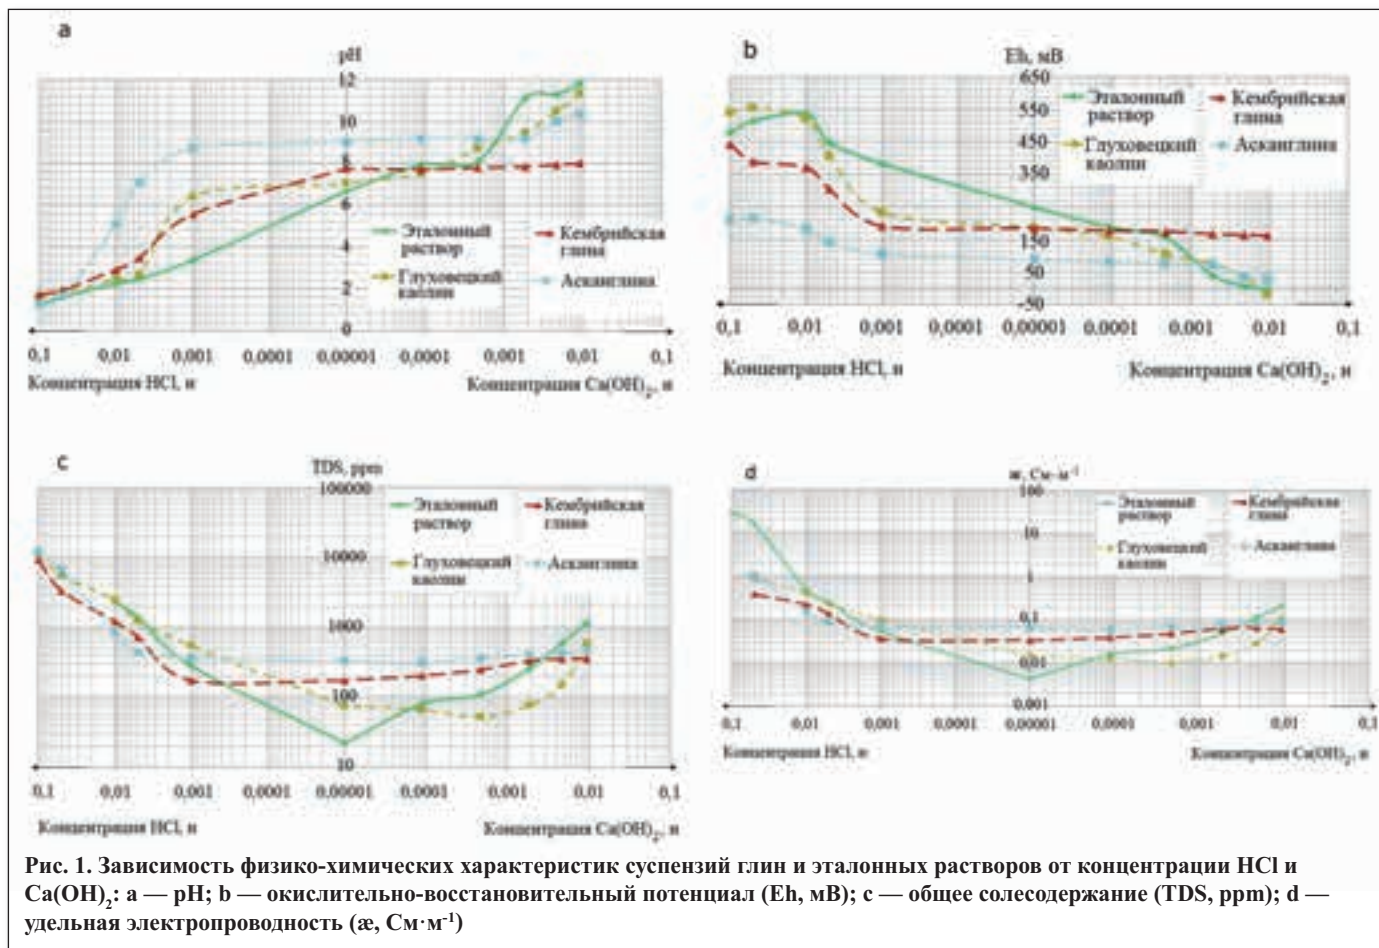 a
pH
12
10
8
6
4
2
0
Эталонный
раствор
Кембрийская
глина
Глуховецкий
каолин
Асканглина
0,1 0,01 0,001 0,0001 0,00001 0,0001 0,001 0,01 0,1
Концентрация HCl, н
Концентрация Ca(OH)2, н
b
Eh, мВ
650
550
450
350
150
50
-50
Эталонный
раствор
Кембрийская
глина
Глуховецкий
каолин
Асканглина
0,1 0,01 0,001 0,0001 0,00001 0,0001 0,001 0,01 0,1
Концентрация HCl, н
Концентрация Ca(OH)2, н
c
TDS, ppm
100000
10000
1000
100
10
Эталонный
раствор
Кембрийская
глина
Глуховецкий
каолин
Асканглина
0,1 0,01 0,001 0,0001 0,00001 0,0001 0,001 0,01 0,1
Концентрация HCl, н
Концентрация Ca(OH)2, н
d
æ, См·м-1
100
10
1
0,1
0,01
0,001
Эталонный
раствор
Кембрийская
глина
Глуховецкий
каолин
Асканглина
0,1 0,01 0,001 0,0001 0,00001 0,0001 0,001 0,01 0,1
Концентрация HCl, н
Концентрация Ca(OH)2, н
Рис. 1. Зависимость физико-химических характеристик суспензий глин и эталонных растворов от концентрации HCl и
Ca(OH)2: a — pH; b — окислительно-восстановительный потенциал (Eh, мВ); c — общее солесодержание (TDS, ppm); d —
удельная электропроводность (æ, См·м-1)